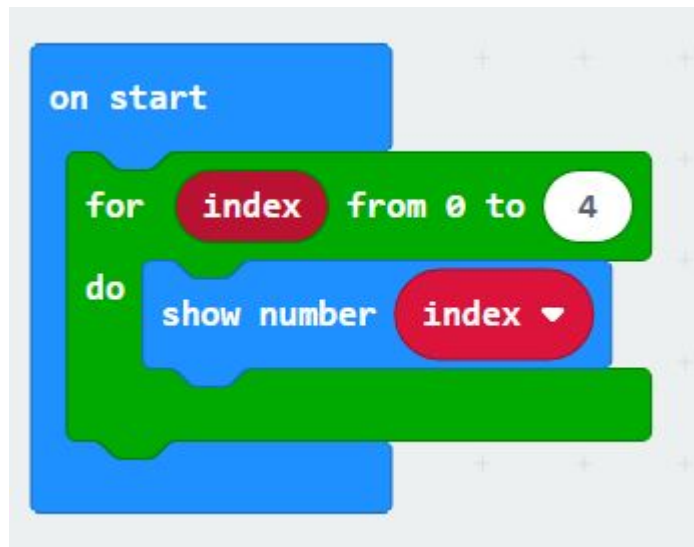 on start
for index from 0 to 4
do
show number index